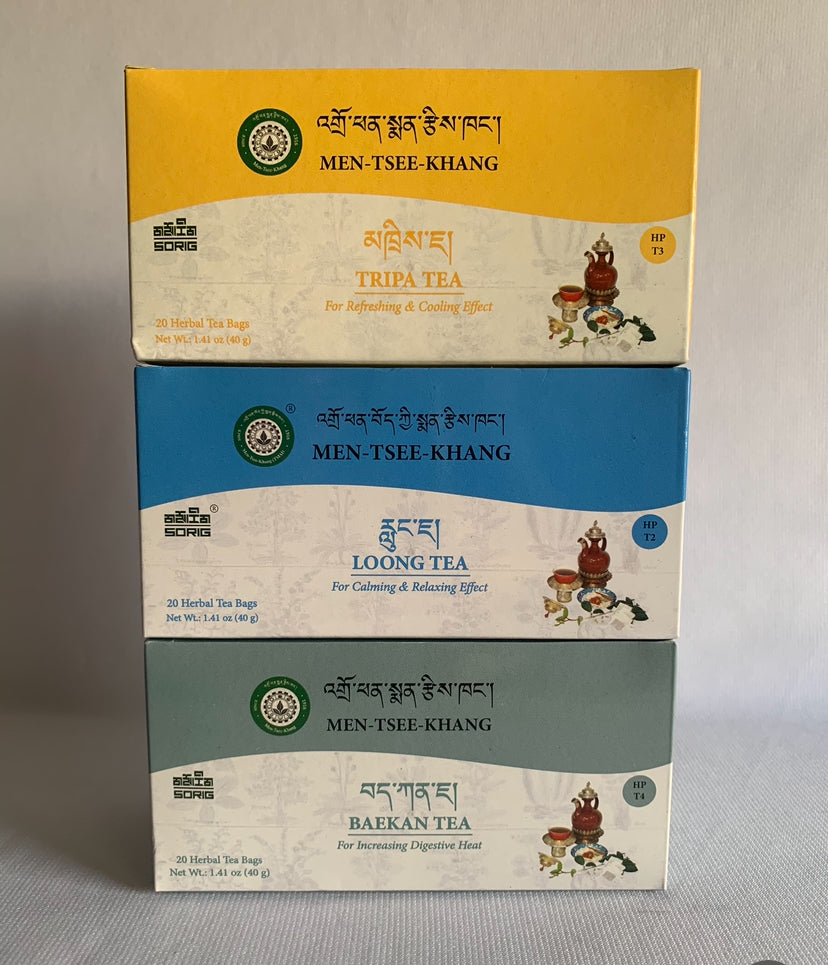 འགྲོ་ཕན་སྨན་རྩིས་ཁང་།
MEN-TSEE-KHANG
SORIG
མཁྲིས་ཇ།
TRIPA TEA
For Refreshing & Cooling Effect
HP
T3
20 Herbal Tea Bags
Net Wt.: 1.41 oz (40 g)
འགྲོ་ཕན་བོད་ཀྱི་སྨན་རྩིས་ཁང་།
MEN-TSEE-KHANG
®
SORIG
®
རླུང་ཇ།
LOONG TEA
For Calming & Relaxing Effect
HP
T2
20 Herbal Tea Bags
Net Wt.: 1.41 oz (40 g)
འགྲོ་ཕན་སྨན་རྩིས་ཁང་།
MEN-TSEE-KHANG
SORIG
བད་ཀན་ཇ།
BAEKAN TEA
For Increasing Digestive Heat
HP
T4
20 Herbal Tea Bags
Net Wt.: 1.41 oz (40 g)